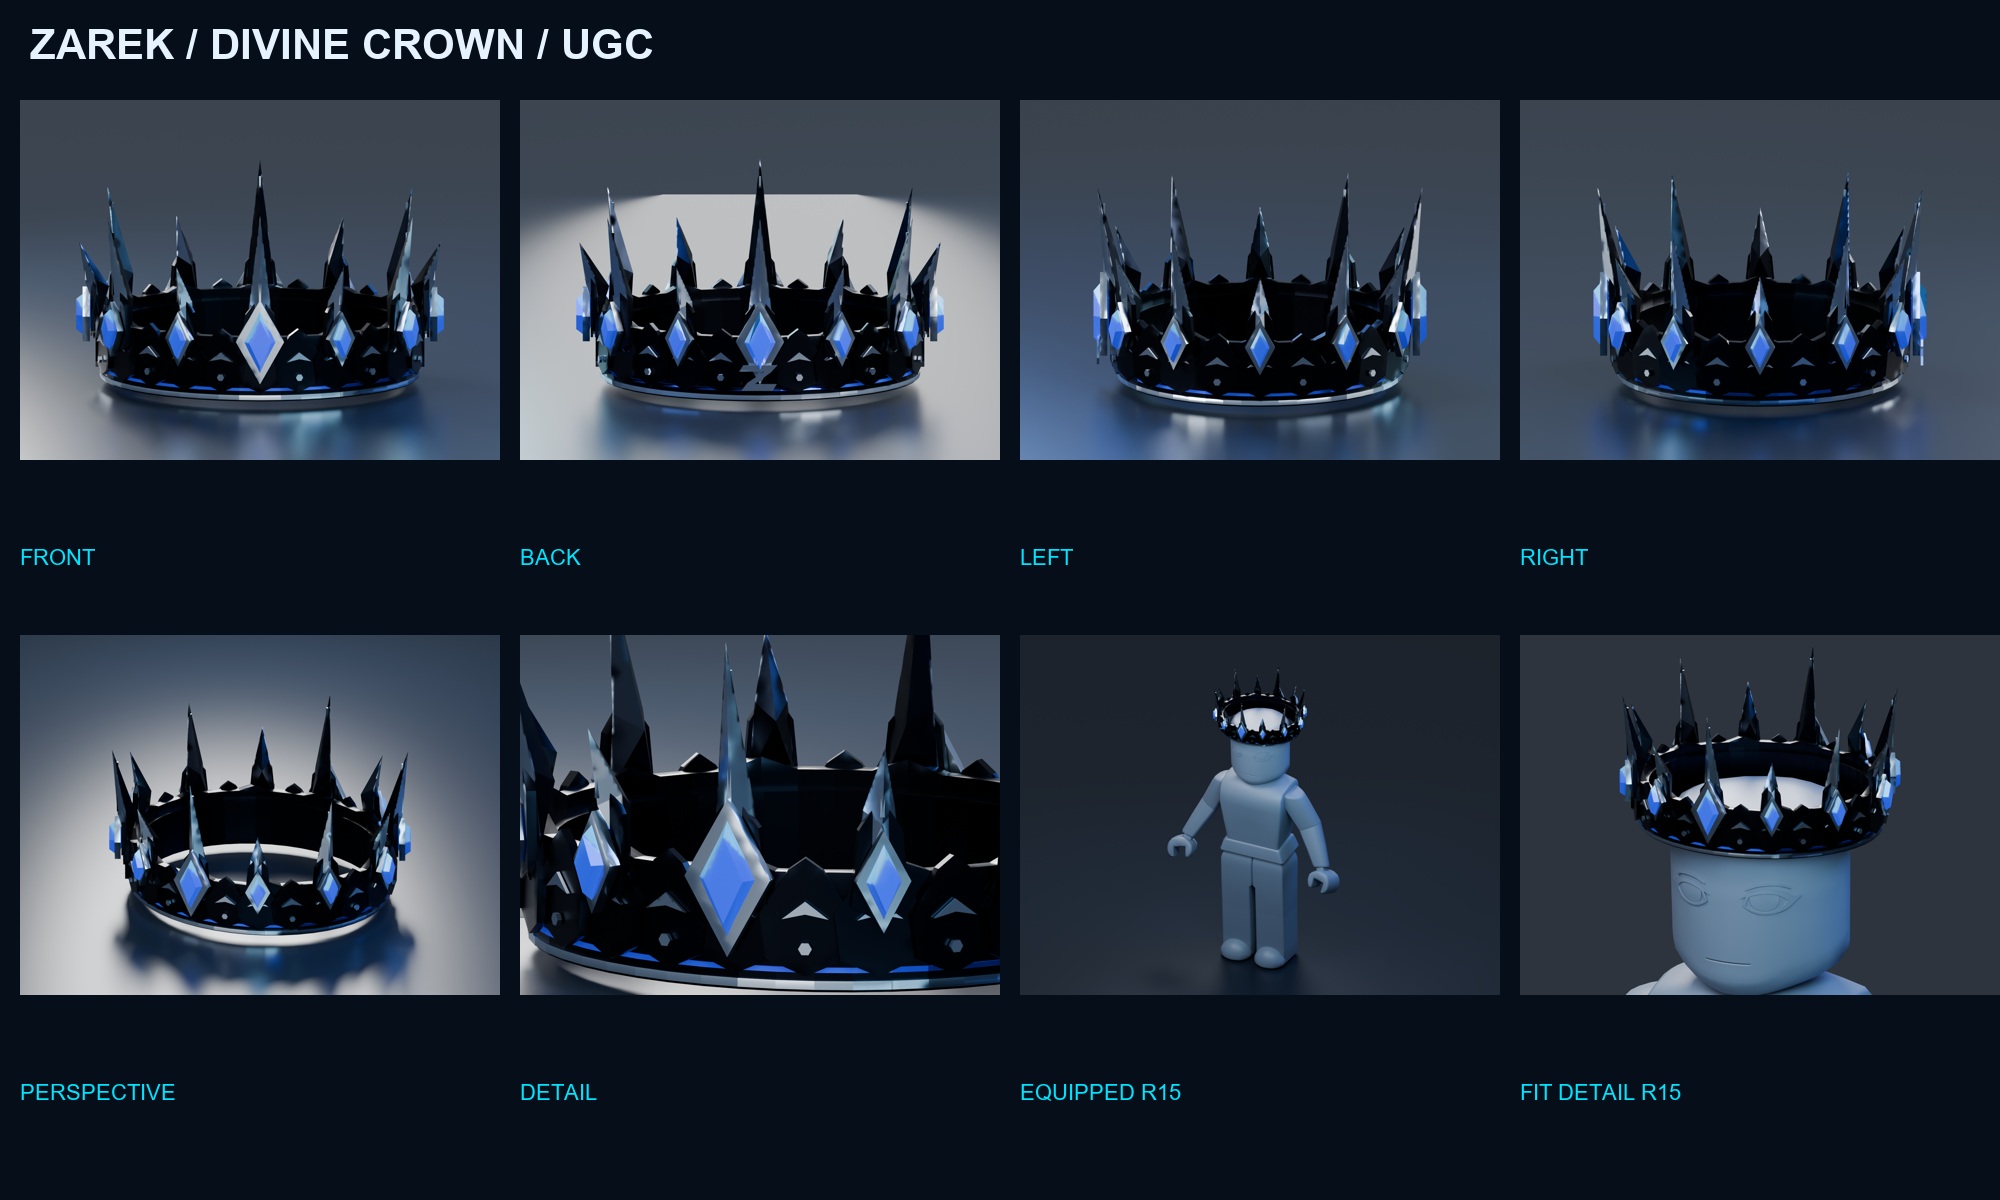 ZAREK / DIVINE CROWN / UGC
Z
FRONT
BACK
LEFT
RIGHT
PERSPECTIVE
DETAIL
EQUIPPED R15
FIT DETAIL R15